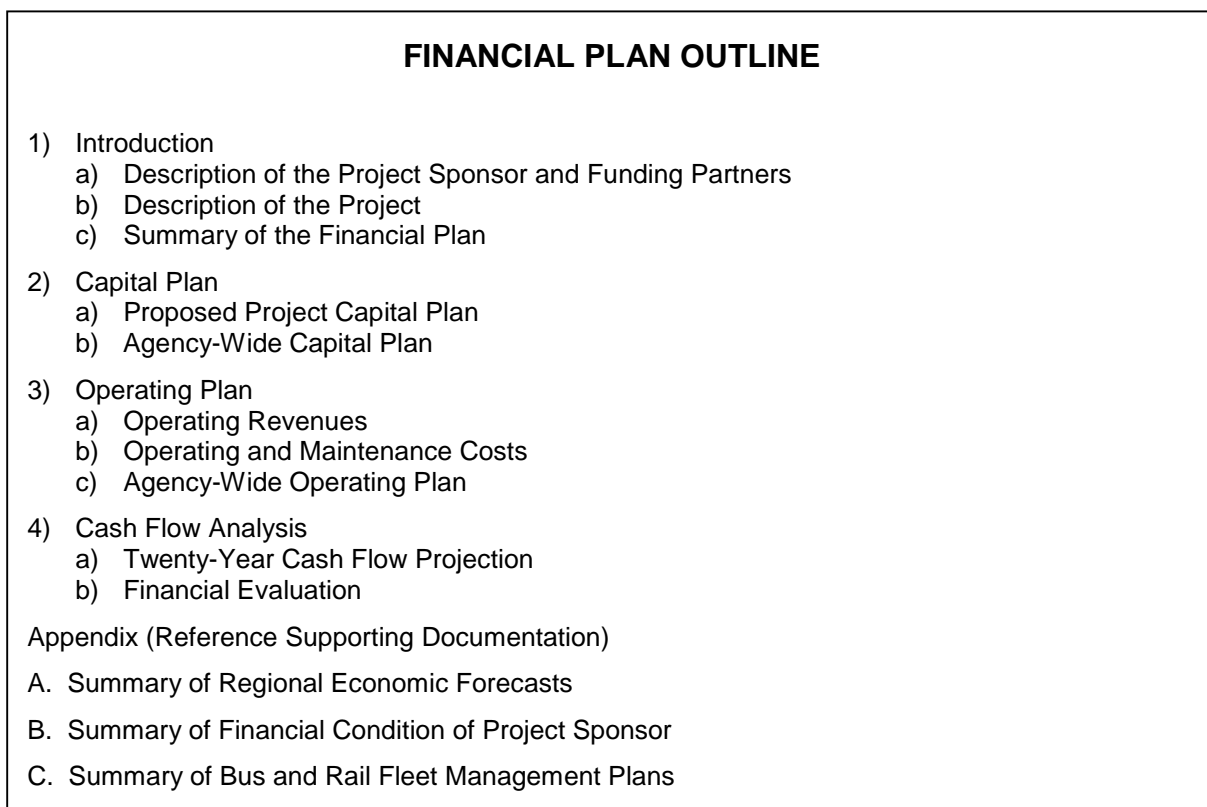 FINANCIAL PLAN OUTLINE
1) Introduction
a) Description of the Project Sponsor and Funding Partners
b) Description of the Project
c) Summary of the Financial Plan
2) Capital Plan
a) Proposed Project Capital Plan
b) Agency-Wide Capital Plan
3) Operating Plan
a) Operating Revenues
b) Operating and Maintenance Costs
c) Agency-Wide Operating Plan
4) Cash Flow Analysis
a) Twenty-Year Cash Flow Projection
b) Financial Evaluation
Appendix (Reference Supporting Documentation)
A. Summary of Regional Economic Forecasts
B. Summary of Financial Condition of Project Sponsor
C. Summary of Bus and Rail Fleet Management Plans